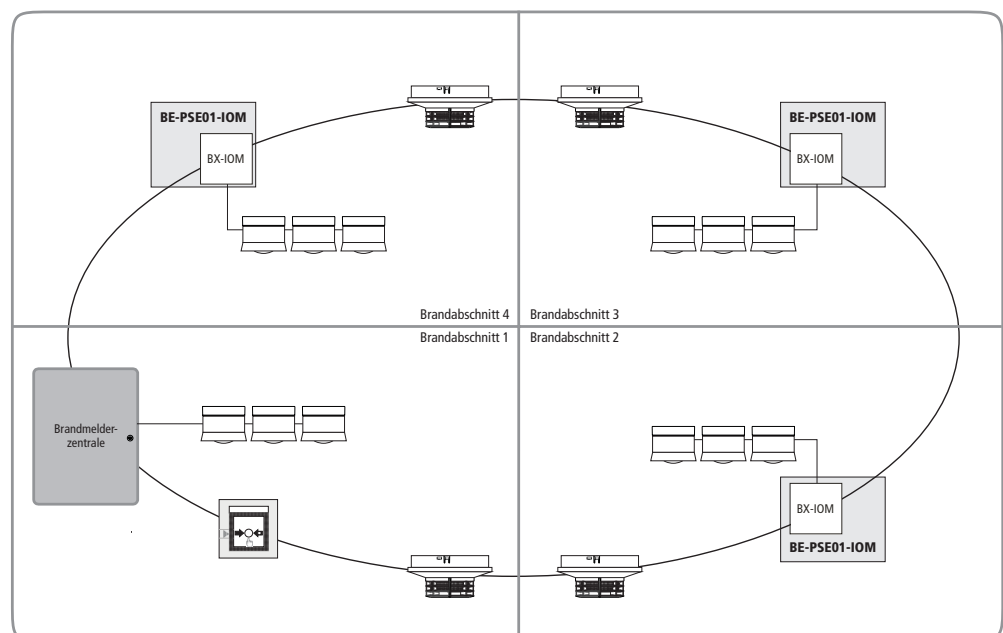 BE-PSE01-IOM
BX-IOM
BE-PSE01-IOM
BX-IOM
Brandabschnitt 4
Brandabschnitt 3
Brandabschnitt 1
Brandabschnitt 2
Brandmelder-
zentrale
BX-IOM
BE-PSE01-IOM